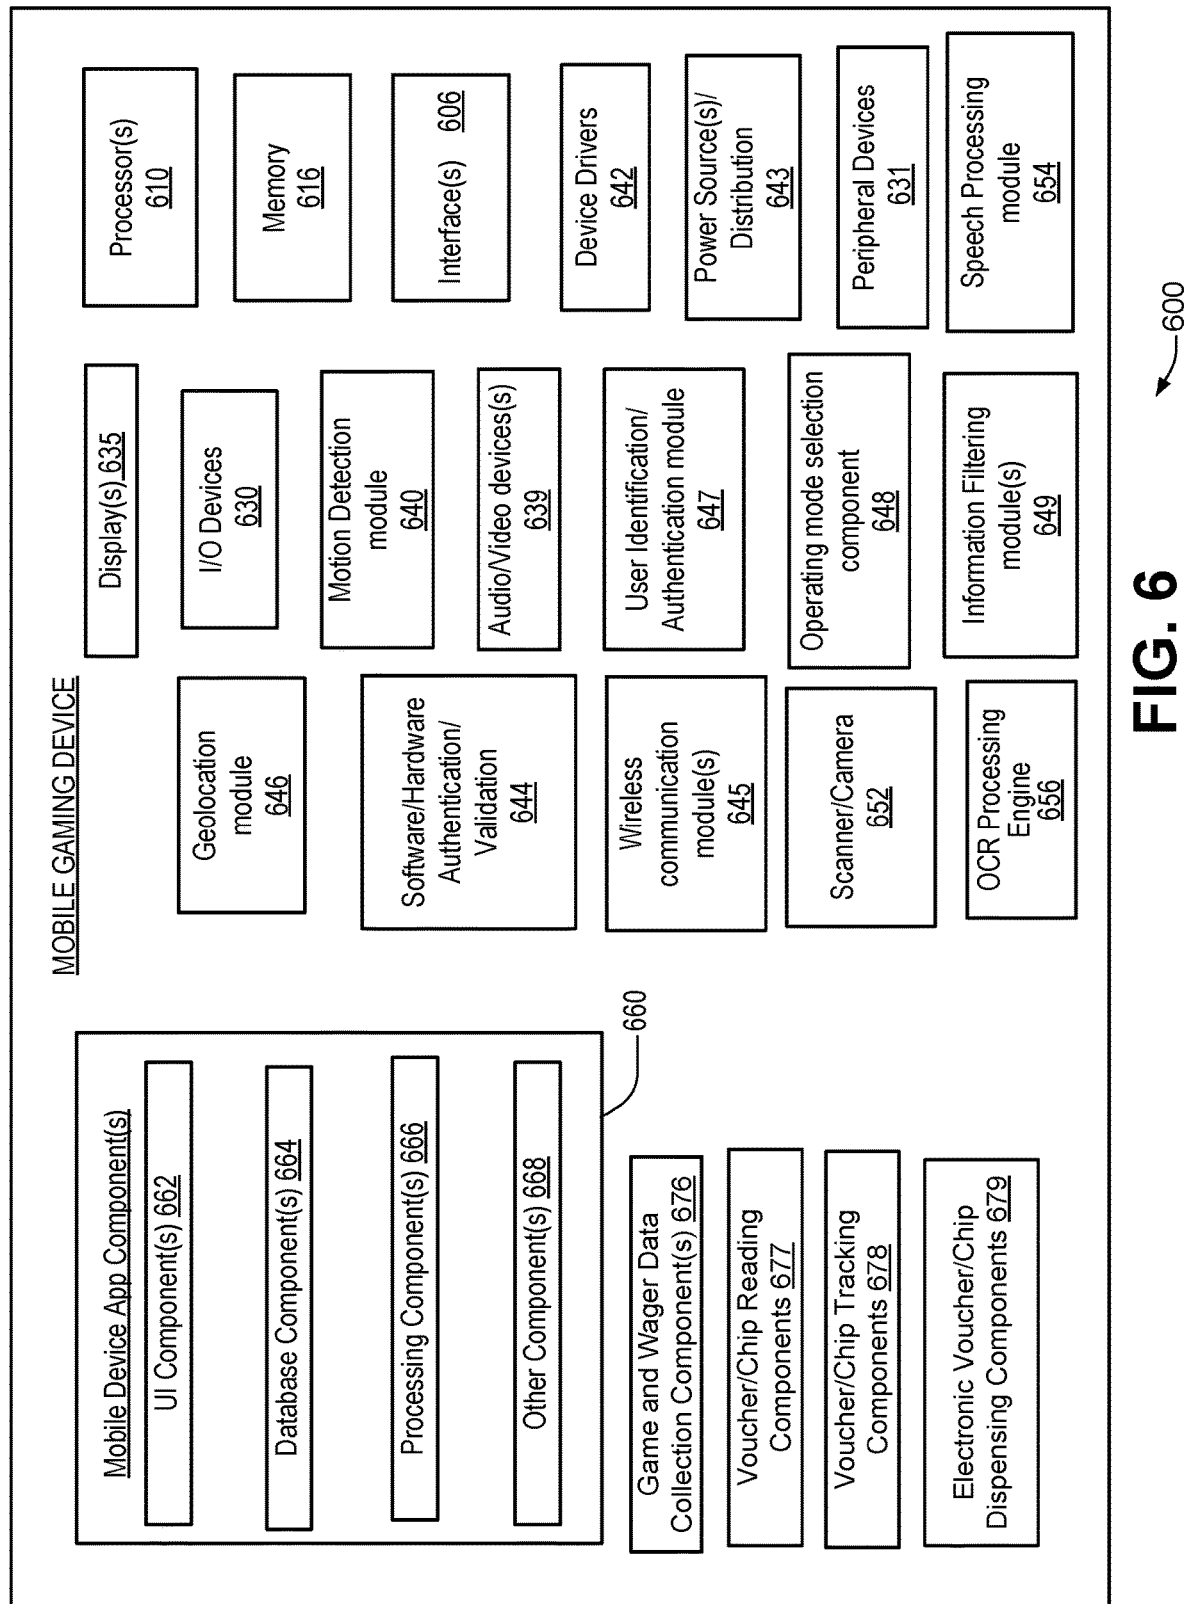 MOBILE GAMING DEVICE
Mobile Device App Component(s)
UI Component(s) 662
Database Component(s) 664
Processing Component(s) 666
Other Component(s) 668
660
Game and Wager Data
Collection Component(s) 676
Voucher/Chip Reading
Components 677
Voucher/Chip Tracking
Components 678
Electronic Voucher/Chip
Dispensing Components 679
Geolocation
module
646
Software/Hardware
Authentication/
Validation
644
Wireless
communication
module(s)
645
Scanner/Camera
652
OCR Processing
Engine
656
Display(s) 635
I/O Devices
630
Motion Detection
module
640
Audio/Video devices(s)
639
User Identification/
Authentication module
647
Operating mode selection
component
648
Information Filtering
module(s)
649
Processor(s)
610
Memory
616
Interface(s) 606
Device Drivers
642
Power Source(s)/
Distribution
643
Peripheral Devices
631
Speech Processing
module
654
600
FIG. 6